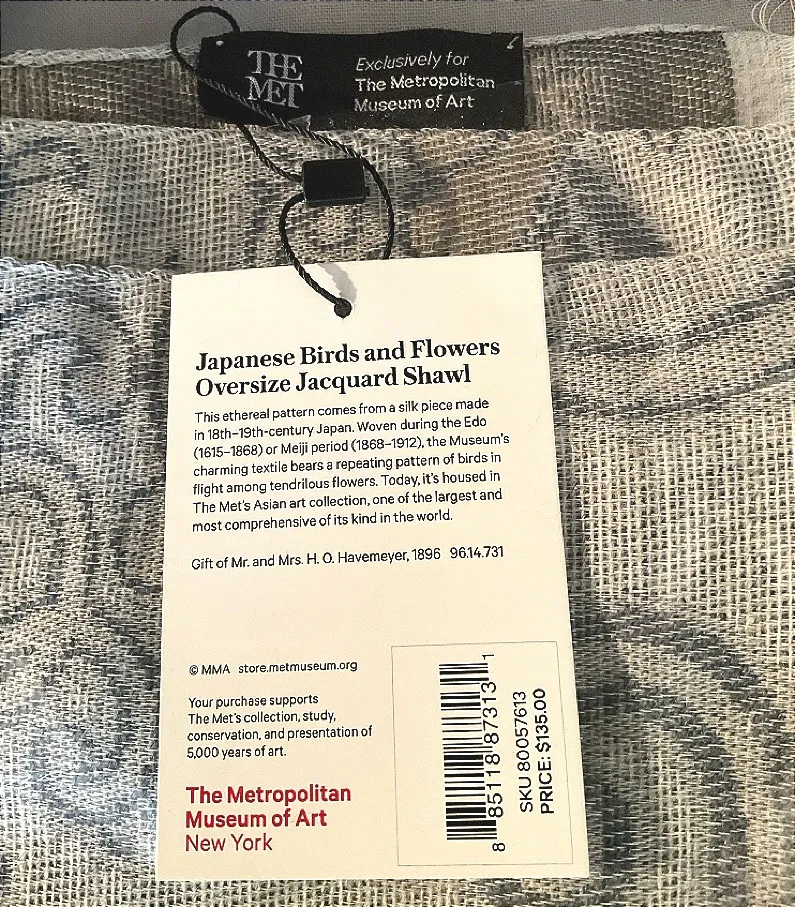 THE
MET
Exclusively for
The Metropolitan
Museum of Art
Japanese Birds and Flowers
Oversize Jacquard Shawl
This ethereal pattern comes from a silk piece made
in 18th–19th-century Japan. Woven during the Edo
(1615–1868) or Meiji period (1868–1912), the Museum's
charming textile bears a repeating pattern of birds in
flight among tendrilous flowers. Today, it's housed in
The Met's Asian art collection, one of the largest and
most comprehensive of its kind in the world.
Gift of Mr. and Mrs. H. O. Havemeyer, 1896 96.14.731
© MMA store.metmuseum.org
Your purchase supports
The Met's collection, study,
conservation, and presentation of
5,000 years of art.
The Metropolitan
Museum of Art
New York
8 85118 87313 1
SKU 80057613
PRICE: $135.00